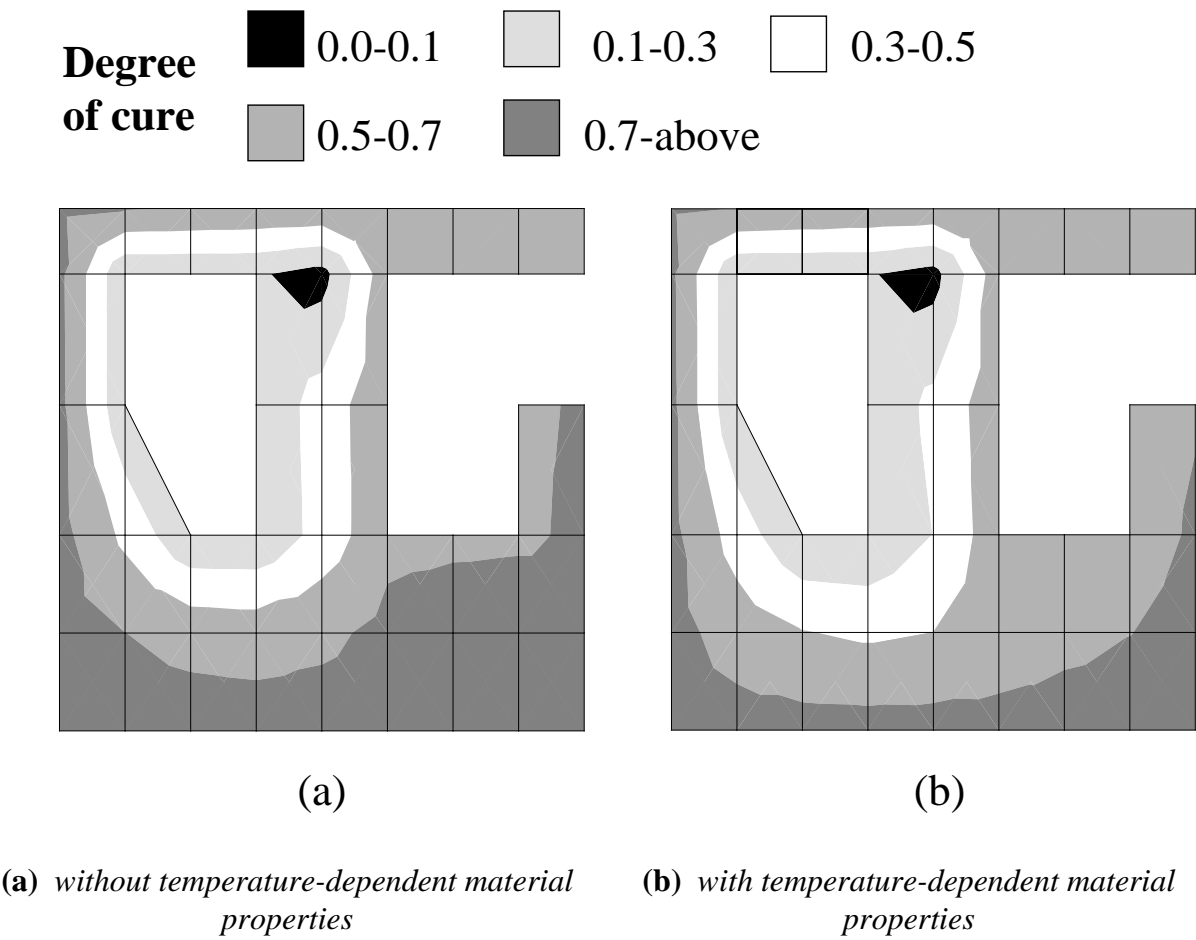 Degree
of cure
0.0-0.1 0.1-0.3 0.3-0.5
0.5-0.7 0.7-above
(a) (b)
(a) without temperature-dependent material
properties
(b) with temperature-dependent material
properties